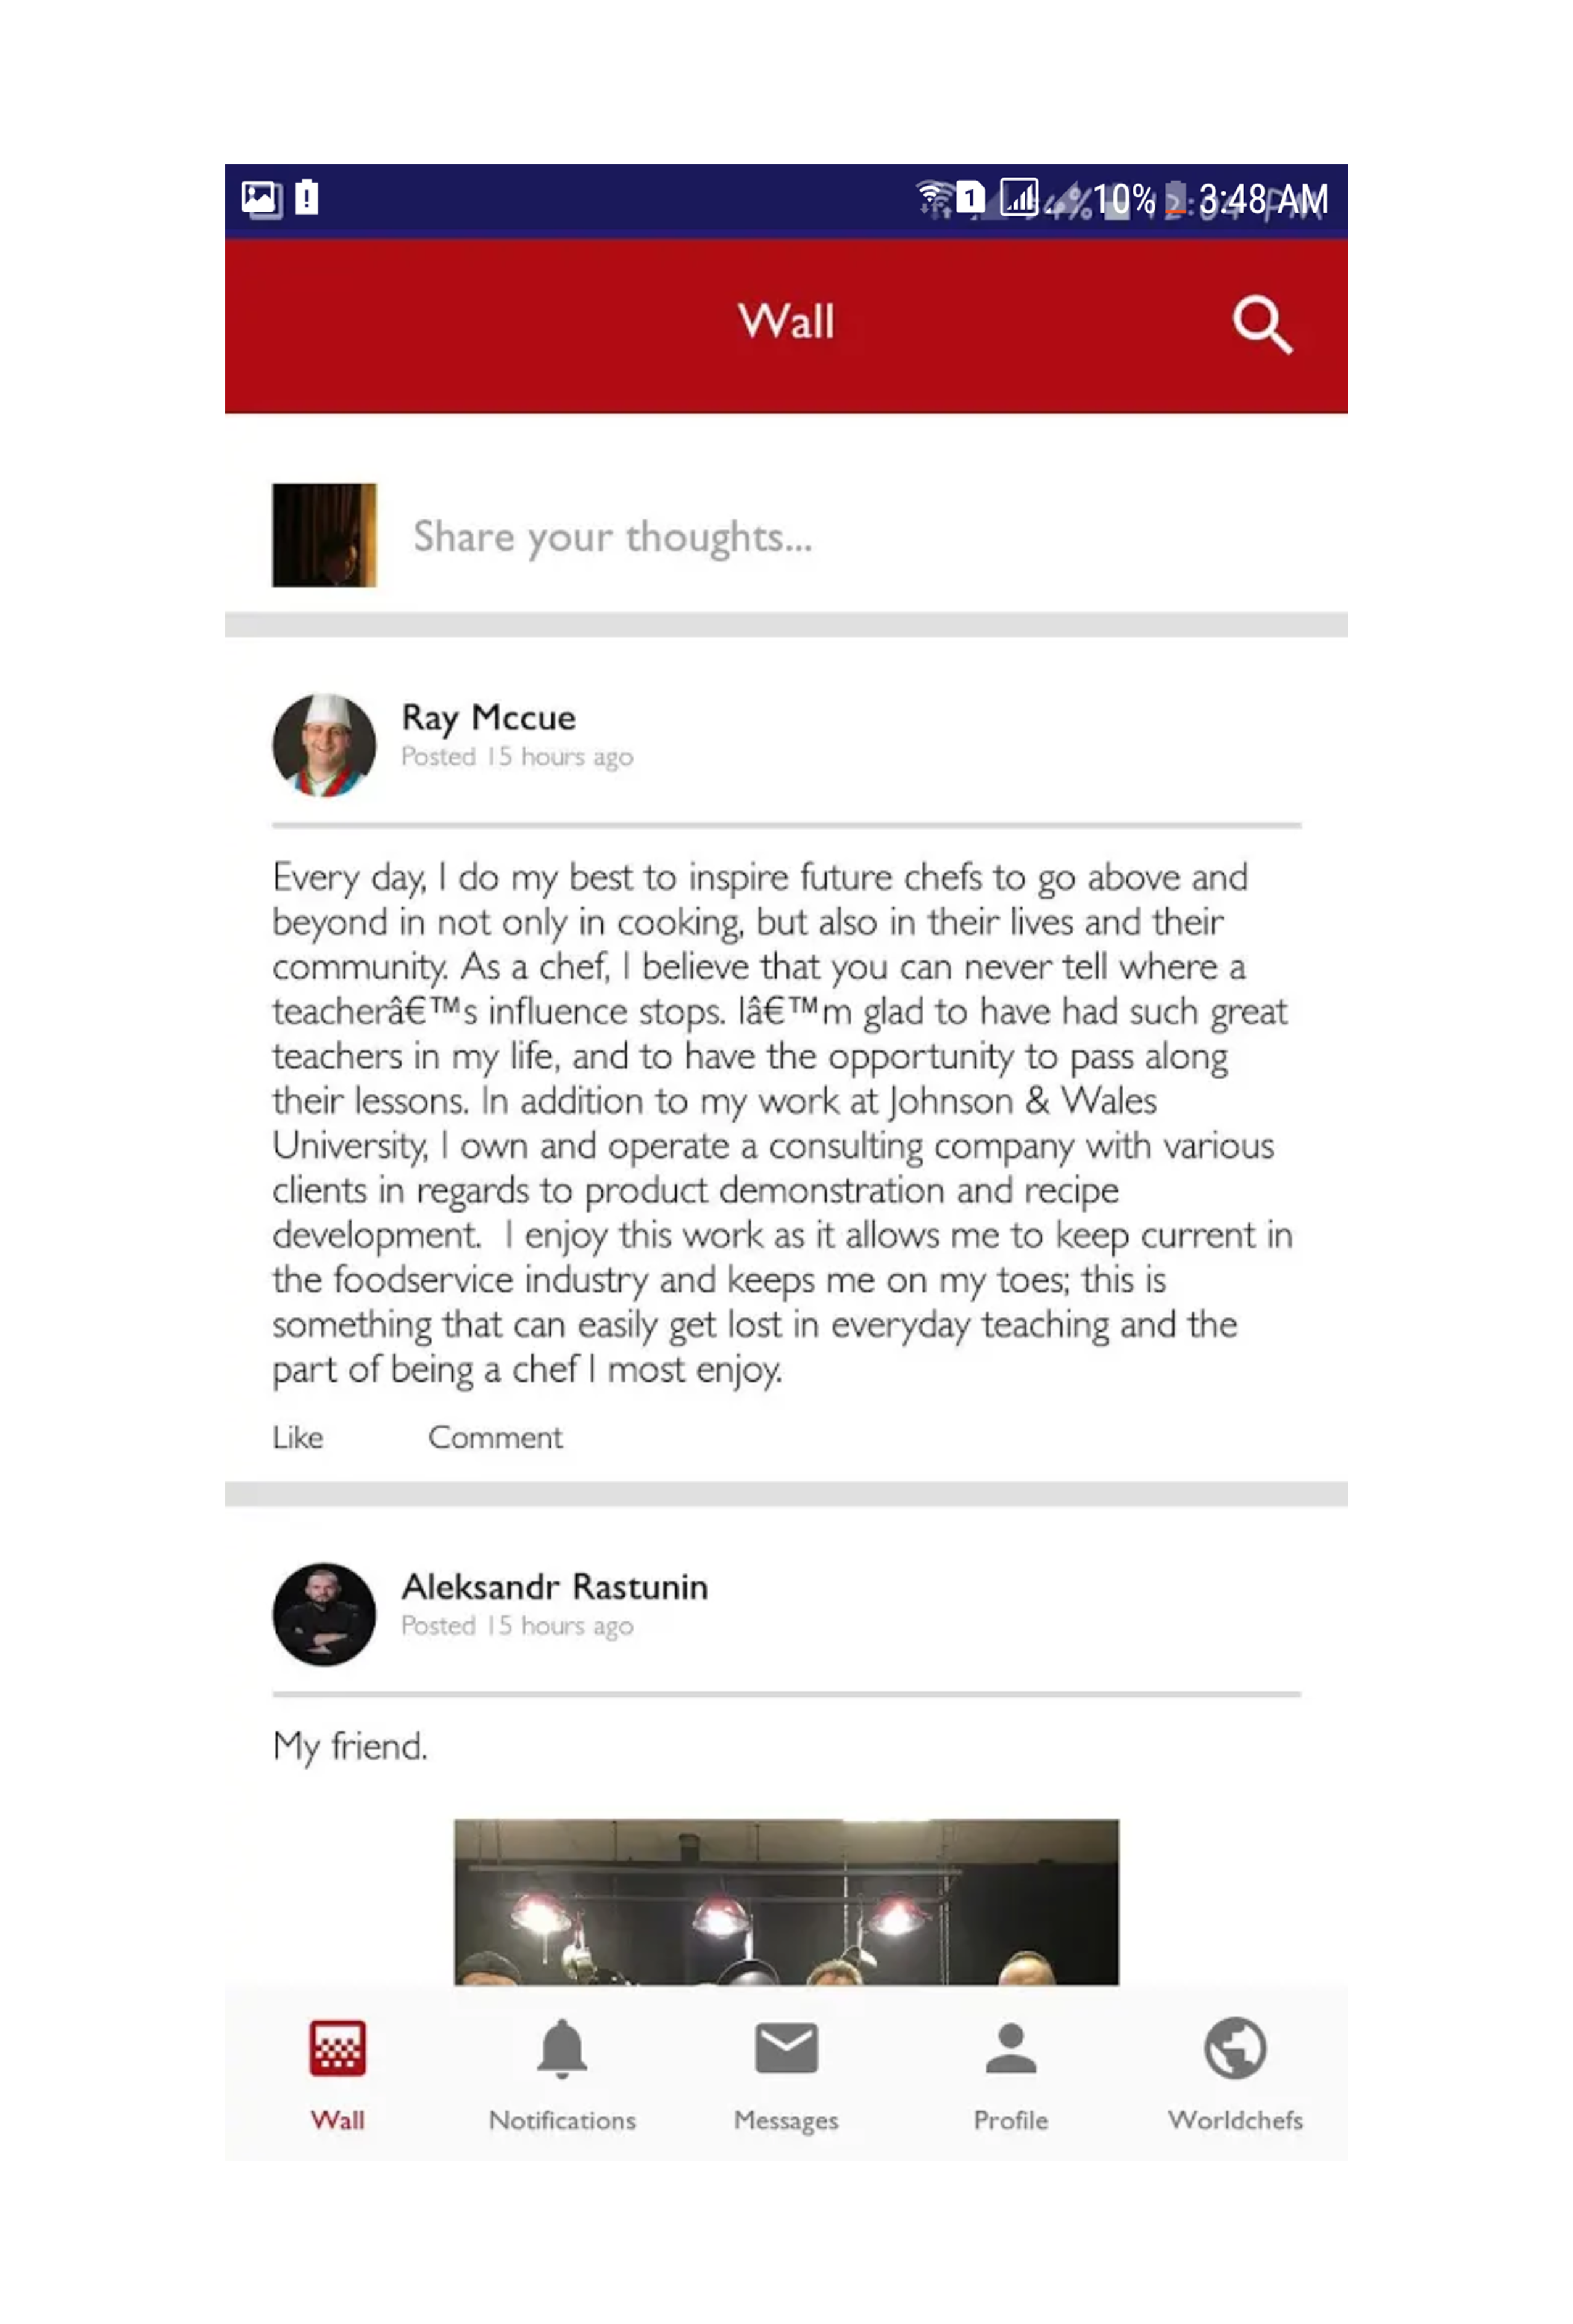 1 10% 3:48 AM
Wall
Share your thoughts...
Ray Mccue
Posted 15 hours ago
Every day, I do my best to inspire future chefs to go above and
beyond in not only in cooking, but also in their lives and their
community. As a chef, I believe that you can never tell where a
teacherâ€™s influence stops. Iâ€™m glad to have had such great
teachers in my life, and to have the opportunity to pass along
their lessons. In addition to my work at Johnson & Wales
University, I own and operate a consulting company with various
clients in regards to product demonstration and recipe
development.  I enjoy this work as it allows me to keep current in
the foodservice industry and keeps me on my toes; this is
something that can easily get lost in everyday teaching and the
part of being a chef I most enjoy.
Like Comment
Aleksandr Rastunin
Posted 15 hours ago
My friend.
Wall Notifications Messages Profile Worldchefs